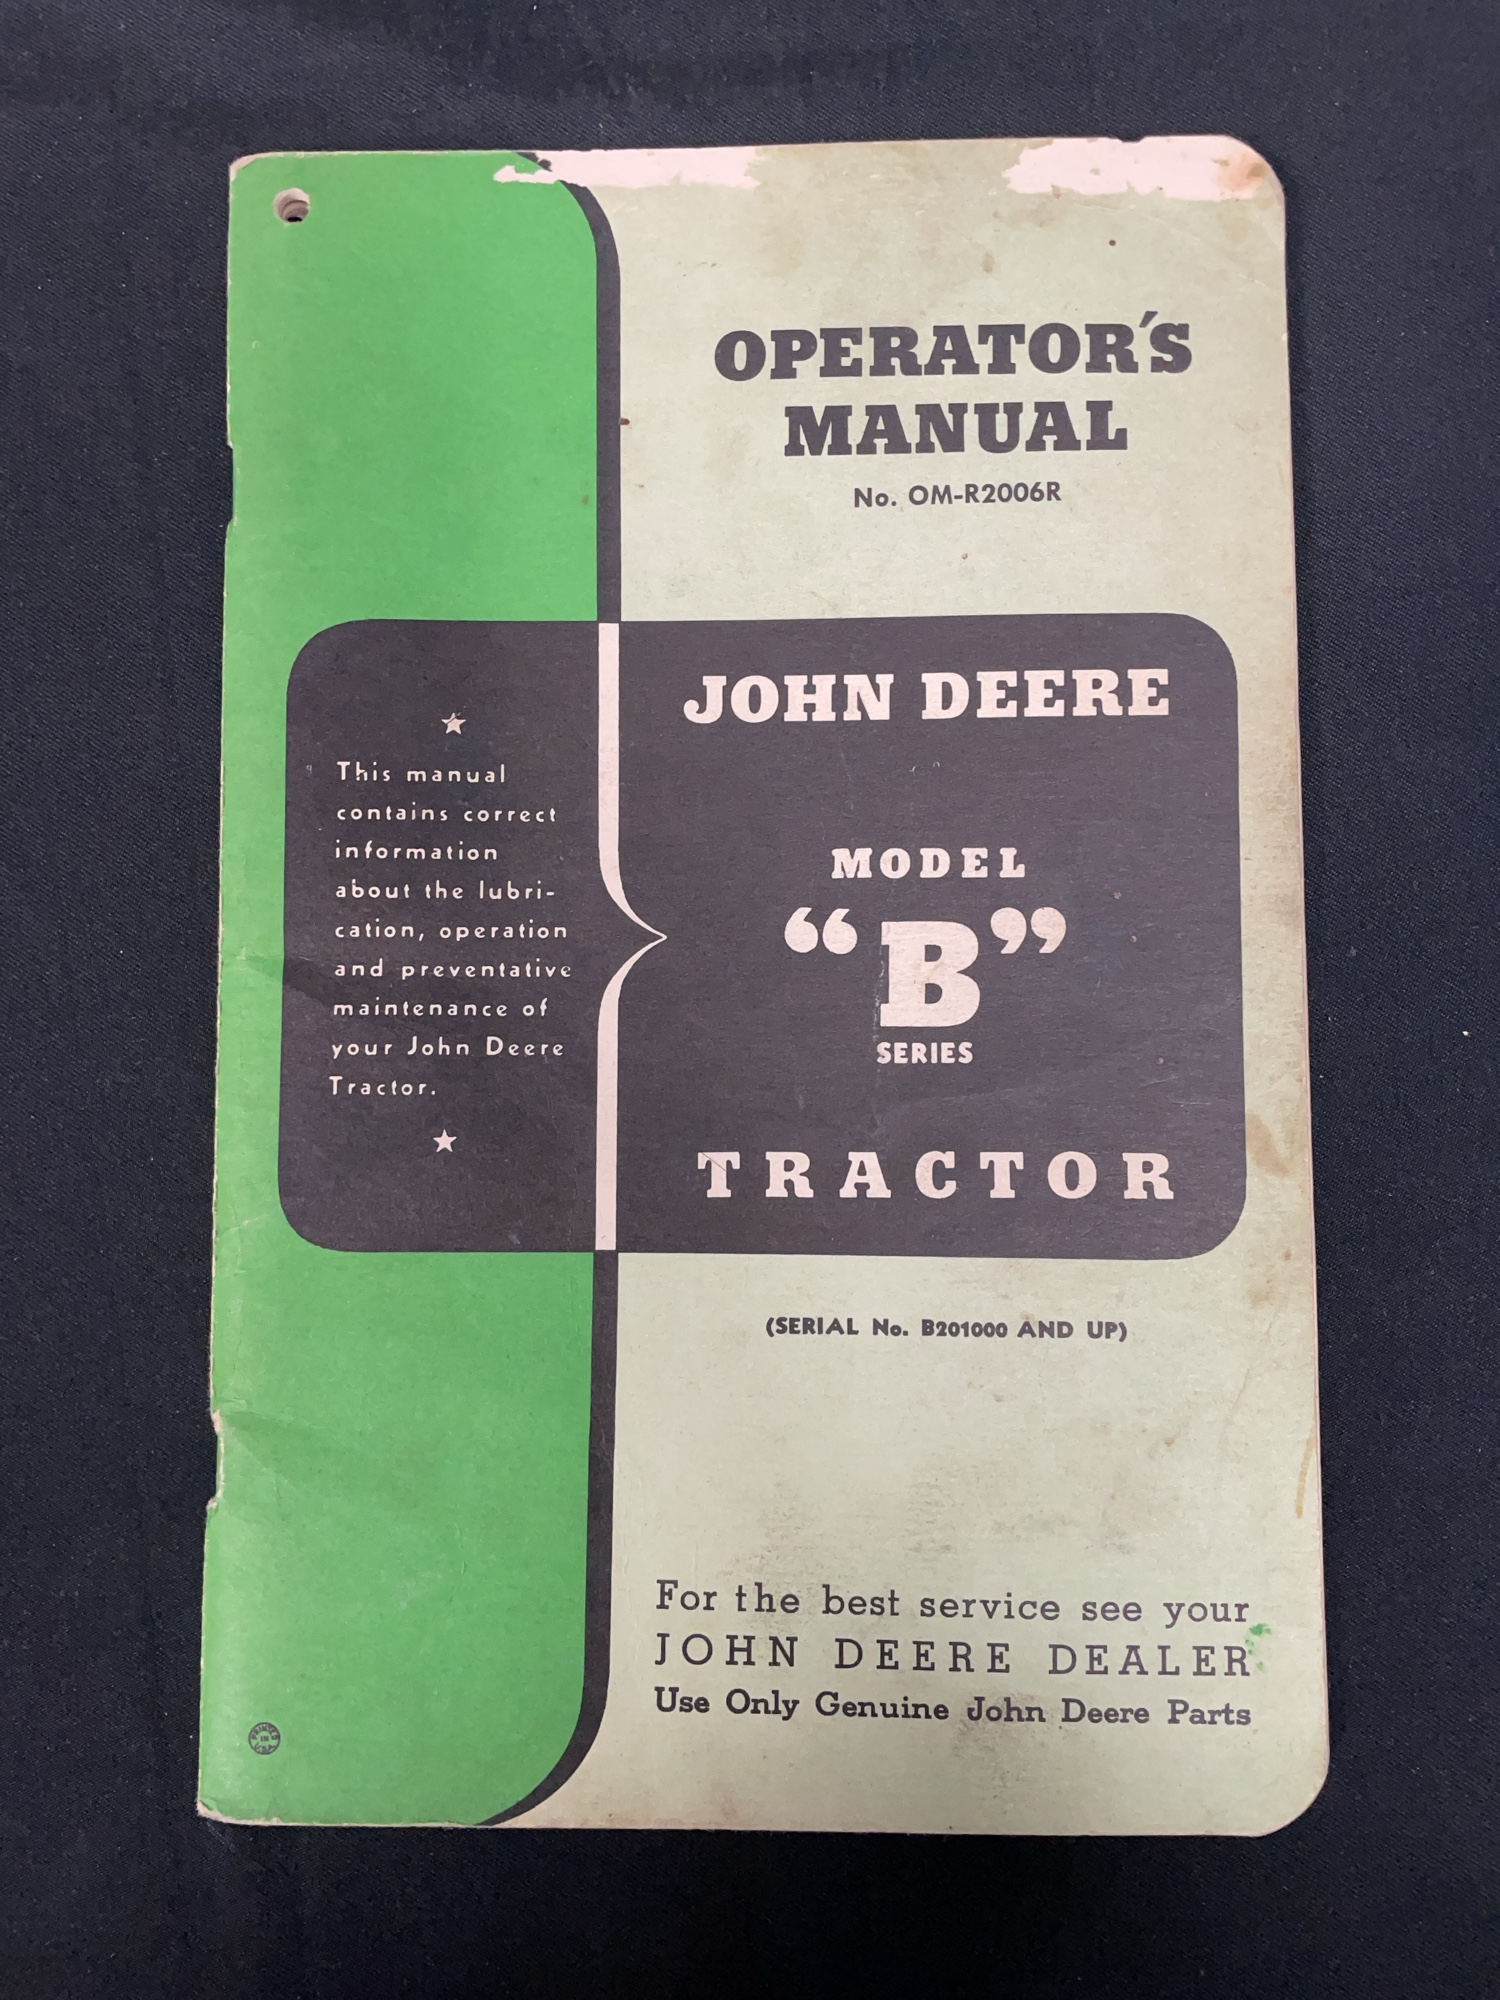 OPERATOR'S
MANUAL
No. OM-R2006R
This manual
contains correct
information
about the lubri-
cation, operation
and preventative
maintenance of
your John Deere
Tractor.
JOHN DEERE
MODEL
“B”
SERIES
TRACTOR
(SERIAL No. B201000 AND UP)
For the best service see your
JOHN DEERE DEALER
Use Only Genuine John Deere Parts
PRINTED
IN
U.S.A.